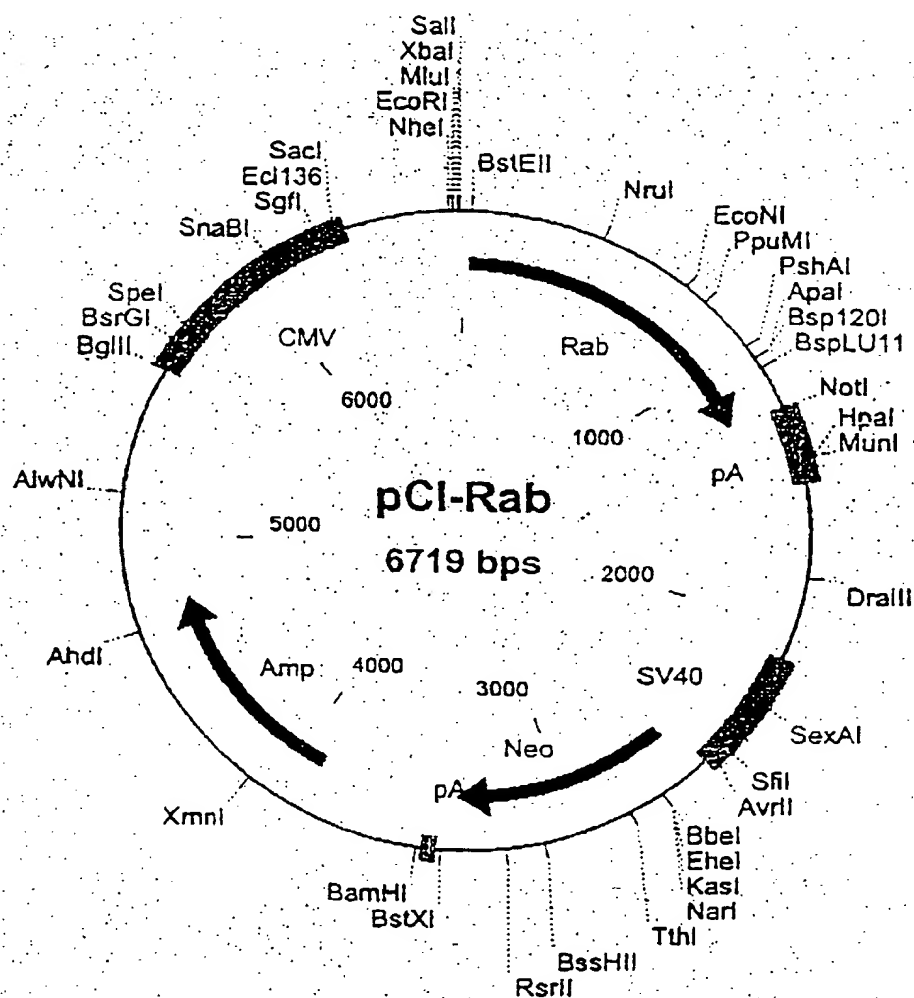 SalI
XbaI
MluI
EcoRI
NheI
BstEII
NruI
EcoNI
PpuMI
PshAI
ApaI
Bsp120I
BspLU11
NotI
HpaI
MunI
SacI
Ecl136
SgfI
SnaBI
SpeI
BsrGI
BglII
CMV
Rab
6000
1000
pA
AlwNI
pCI-Rab
5000
6719 bps
2000
DraIII
AhdI
Amp
4000
SV40
3000
SexAI
Neo
SfiI
AvrII
pA
XmnI
BbeI
EheI
KasI
NarI
BamHI
BstXI
TthI
BssHII
RsrII